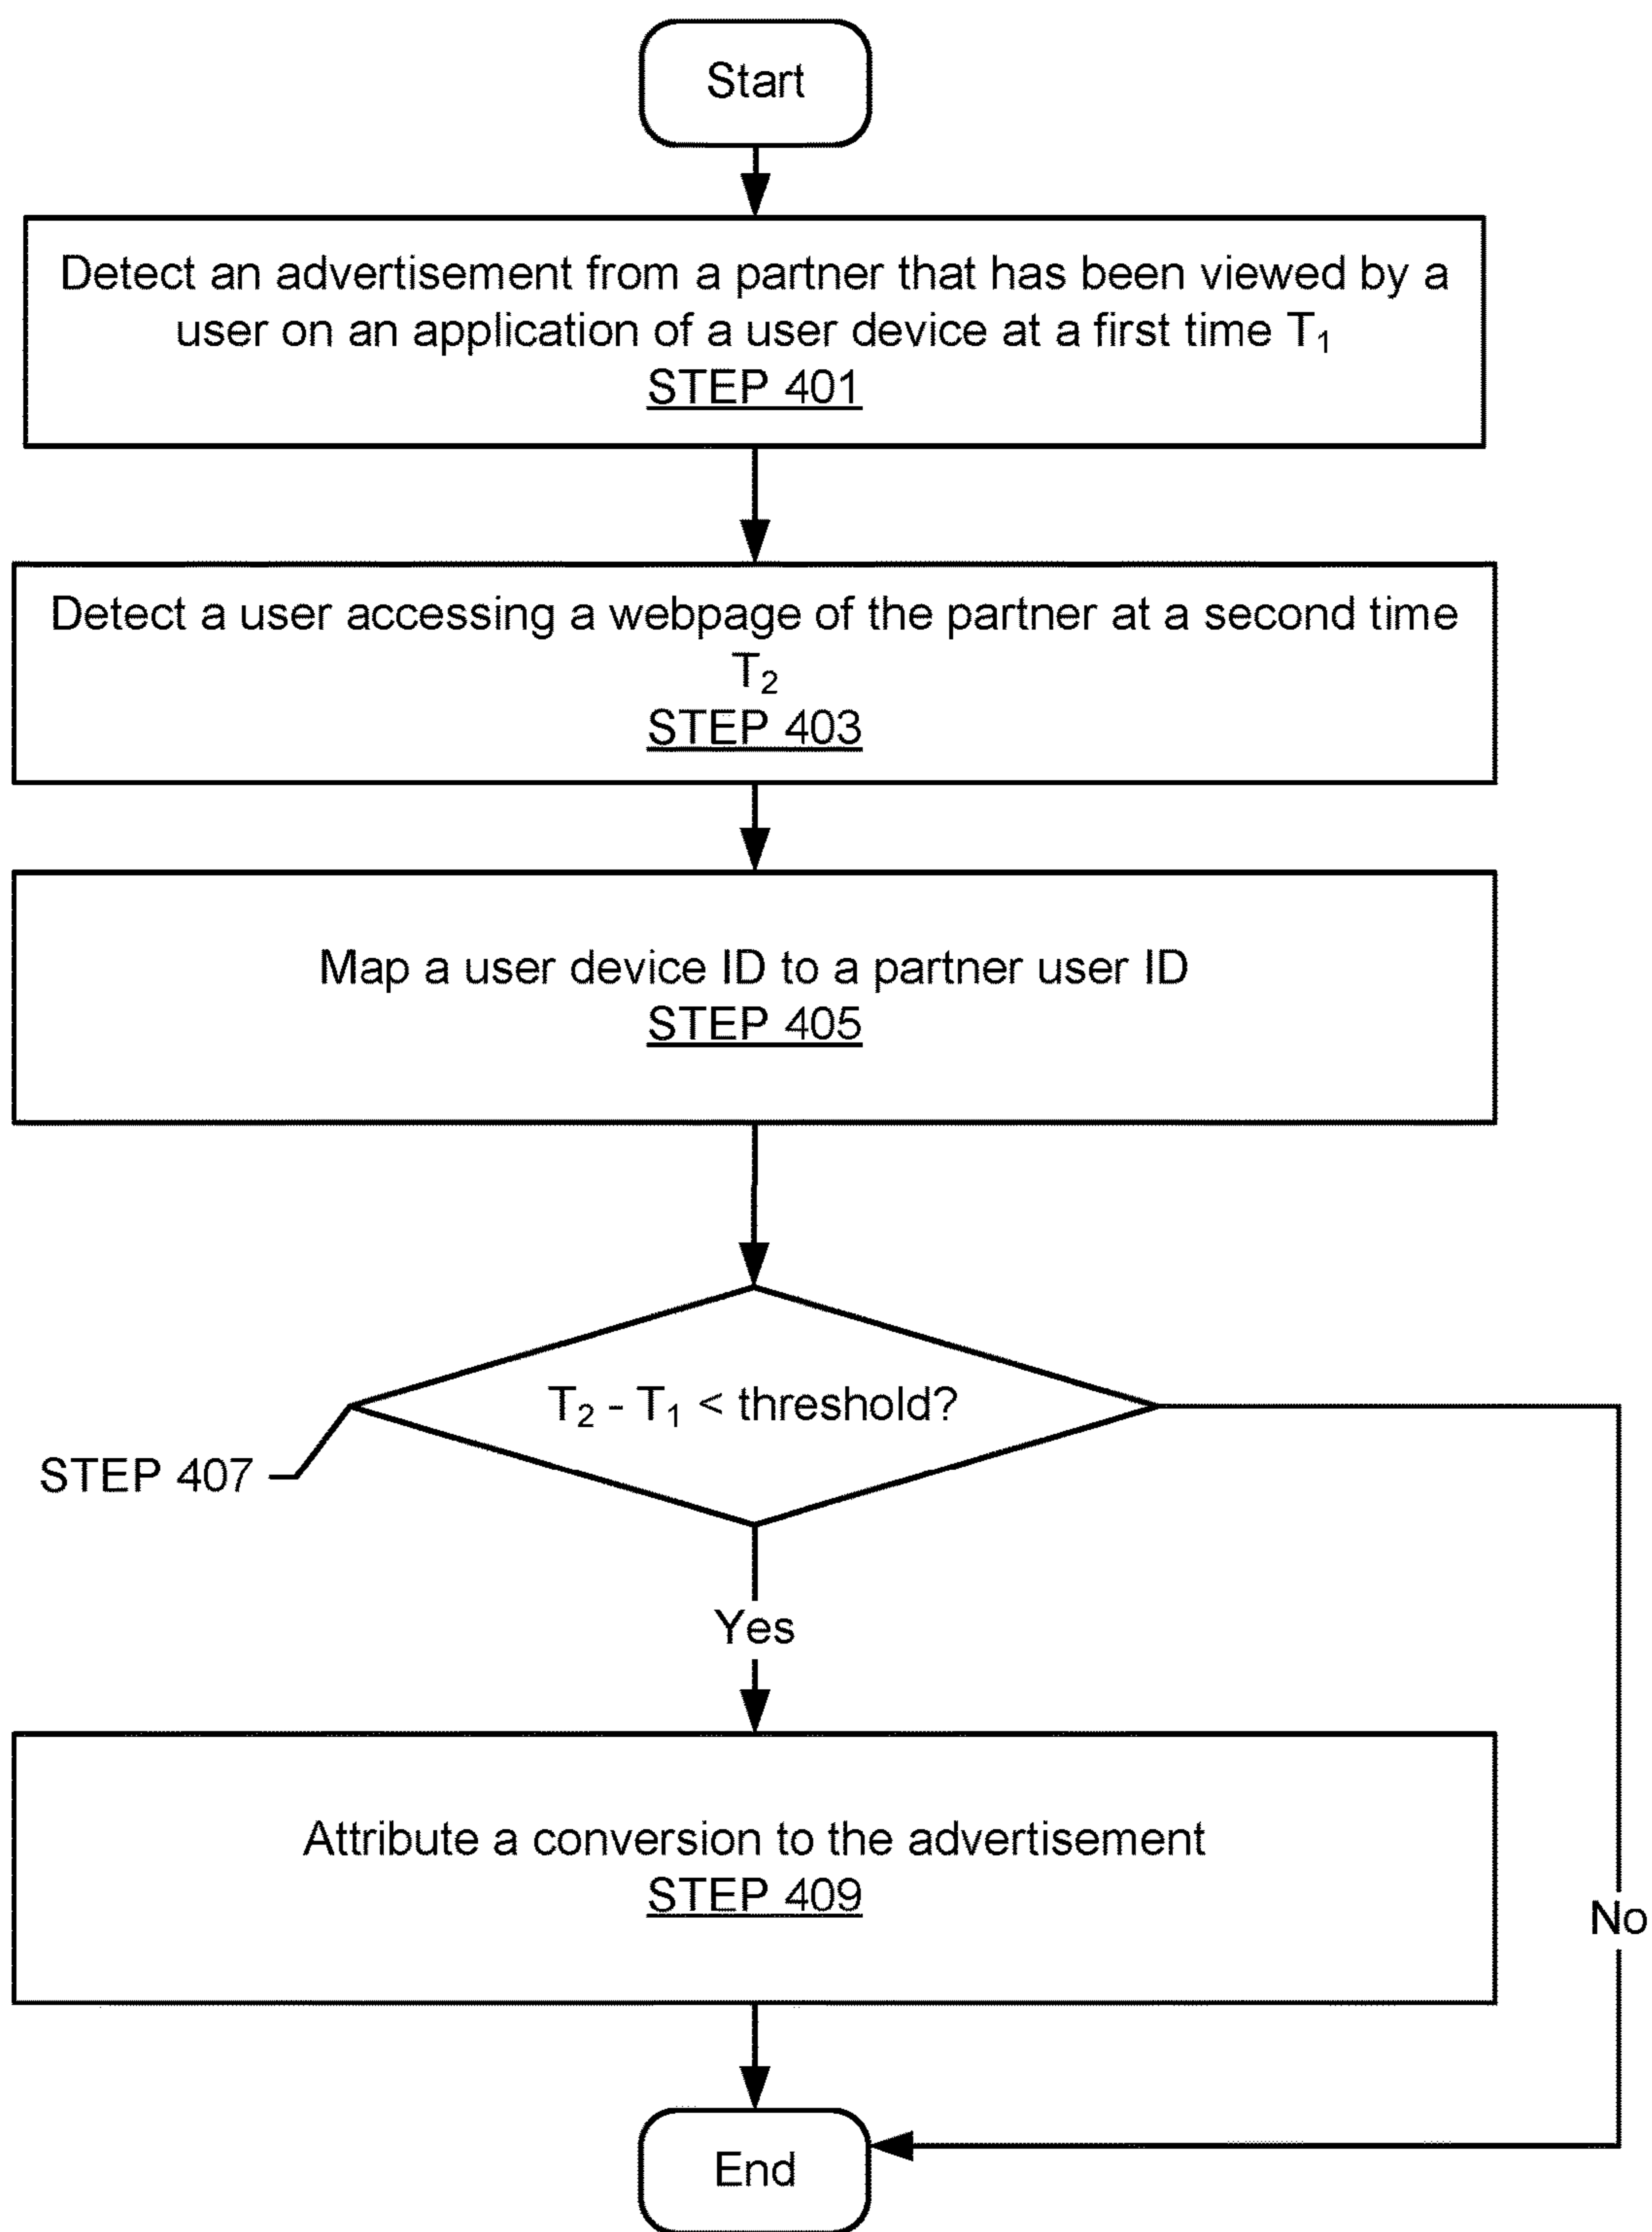 Start
Detect an advertisement from a partner that has been viewed by a
user on an application of a user device at a first time T₁
STEP 401
Detect a user accessing a webpage of the partner at a second time
T₂
STEP 403
Map a user device ID to a partner user ID
STEP 405
T₂ - T₁ < threshold?
STEP 407
Yes
Attribute a conversion to the advertisement
STEP 409
No
End